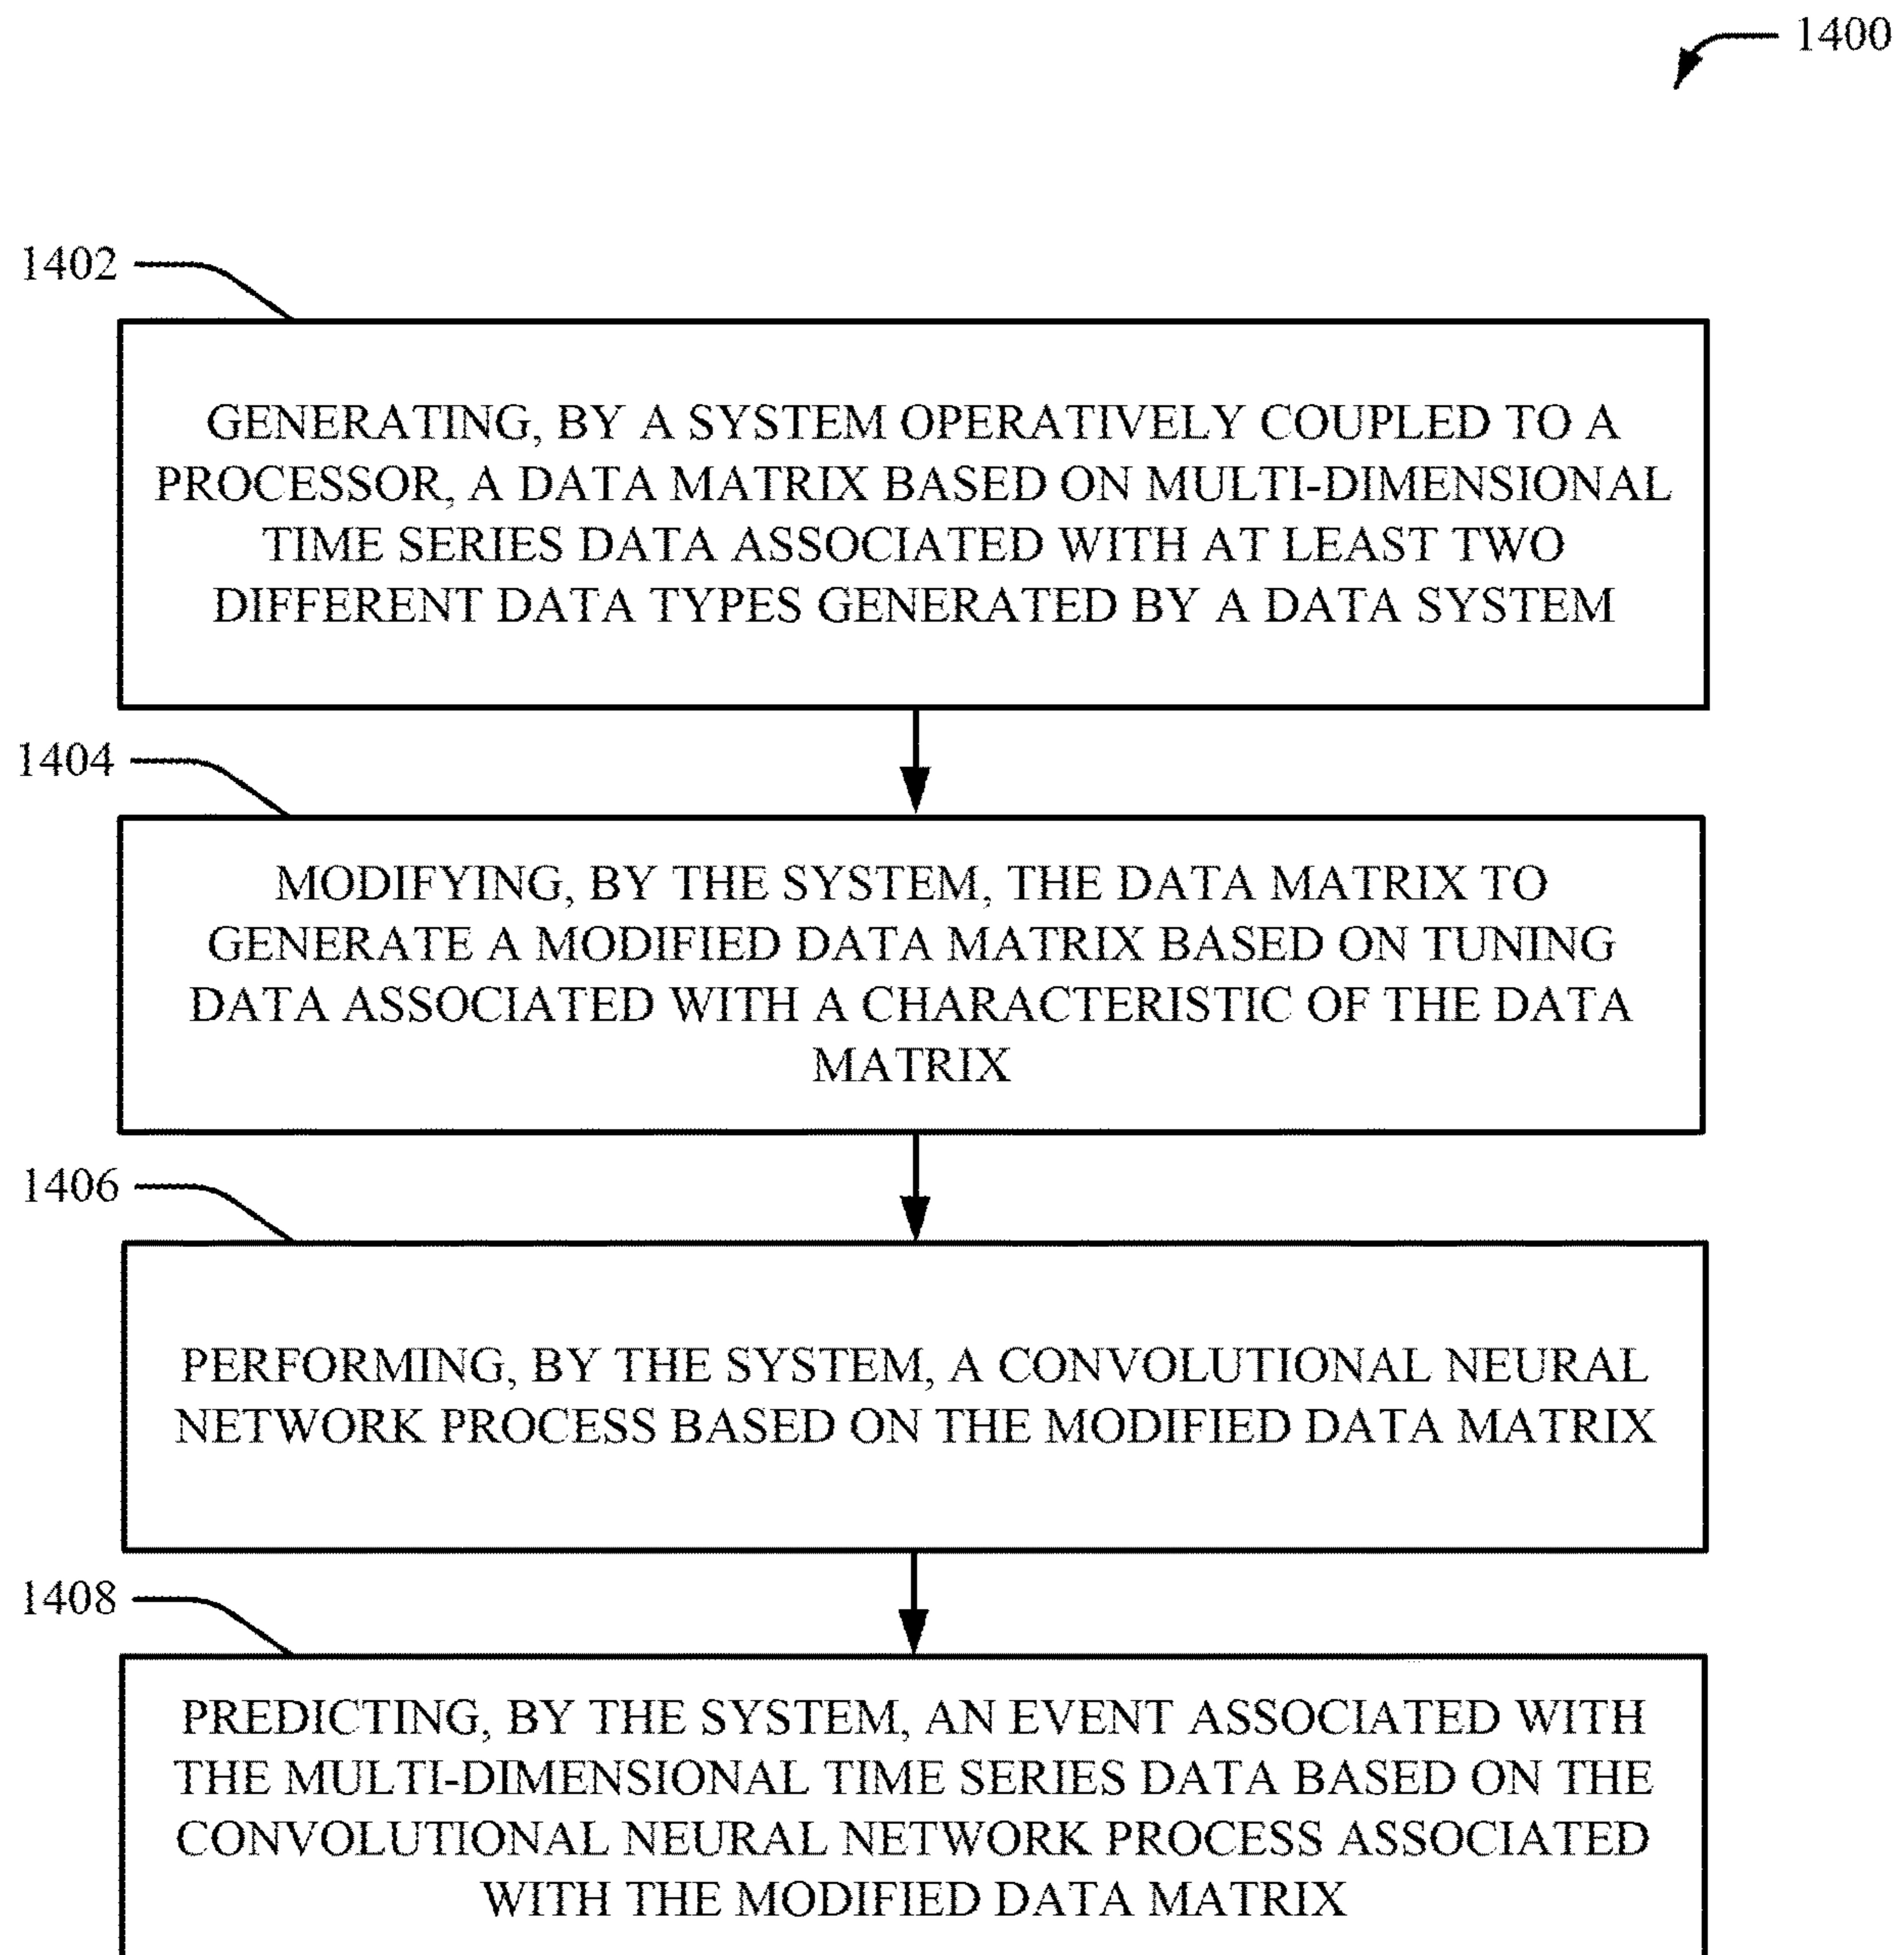 1400
1402
GENERATING, BY A SYSTEM OPERATIVELY COUPLED TO A
PROCESSOR, A DATA MATRIX BASED ON MULTI-DIMENSIONAL
TIME SERIES DATA ASSOCIATED WITH AT LEAST TWO
DIFFERENT DATA TYPES GENERATED BY A DATA SYSTEM
1404
MODIFYING, BY THE SYSTEM, THE DATA MATRIX TO
GENERATE A MODIFIED DATA MATRIX BASED ON TUNING
DATA ASSOCIATED WITH A CHARACTERISTIC OF THE DATA
MATRIX
1406
PERFORMING, BY THE SYSTEM, A CONVOLUTIONAL NEURAL
NETWORK PROCESS BASED ON THE MODIFIED DATA MATRIX
1408
PREDICTING, BY THE SYSTEM, AN EVENT ASSOCIATED WITH
THE MULTI-DIMENSIONAL TIME SERIES DATA BASED ON THE
CONVOLUTIONAL NEURAL NETWORK PROCESS ASSOCIATED
WITH THE MODIFIED DATA MATRIX